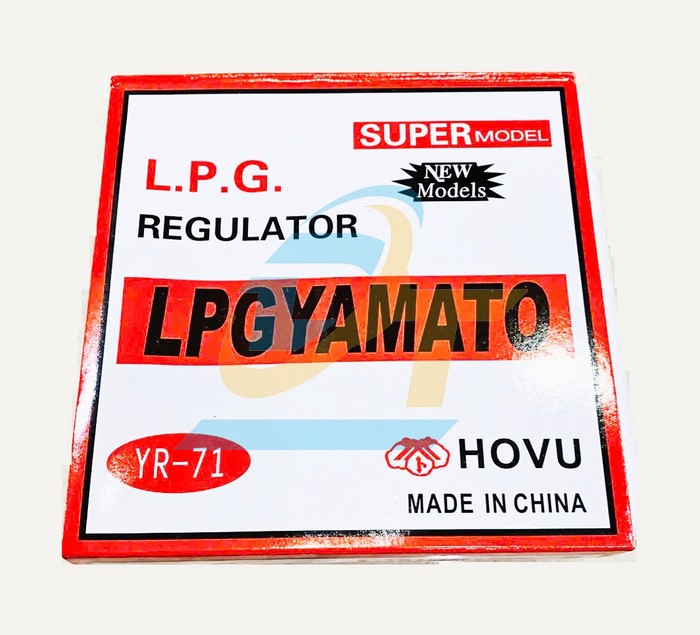 SUPER MODEL
L.P.G.
NEW
Models
REGULATOR
LPGYAMATO
YR-71
HOVU
MADE IN CHINA